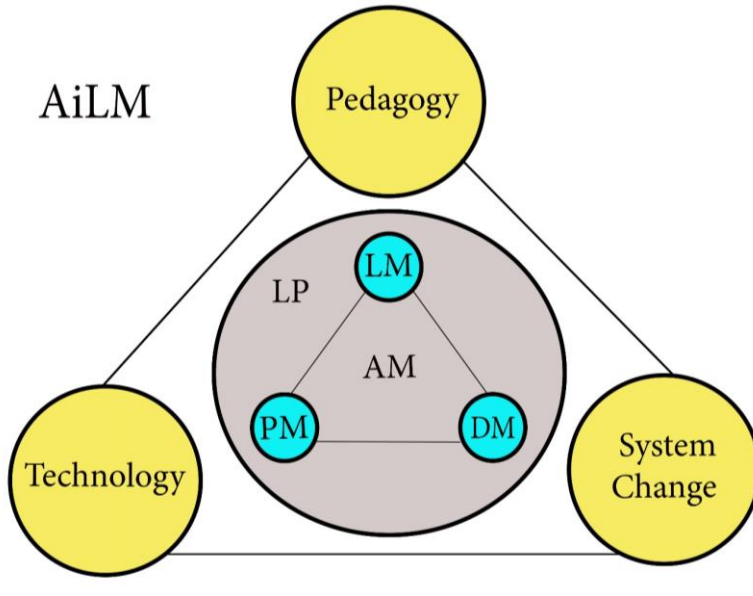 AiLM
Pedagogy
LM
LP
AM
PM
DM
Technology
System
Change